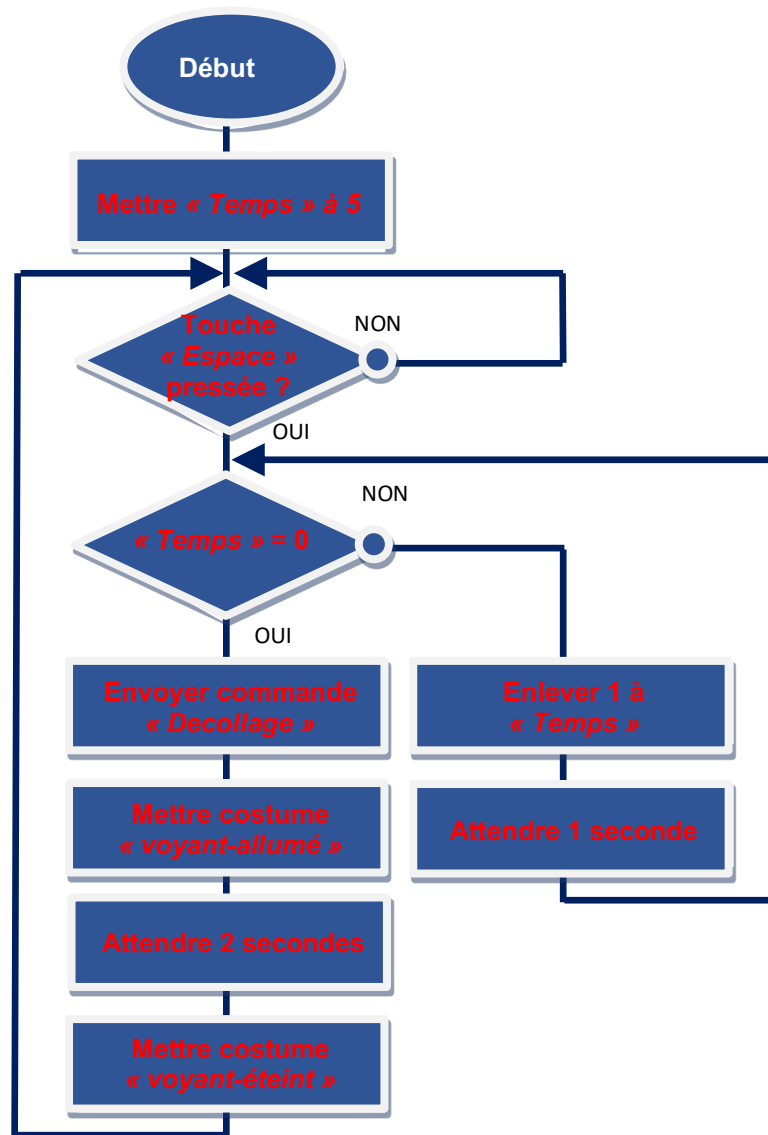 Début
Mettre « Temps » à 5
Touche
« Espace »
pressée ?
NON
OUI
« Temps » = 0
NON
OUI
Envoyer commande
« Decollage »
Enlever 1 à
« Temps »
Mettre costume
« voyant-allumé »
Attendre 1 seconde
Attendre 2 secondes
Mettre costume
« voyant-éteint »